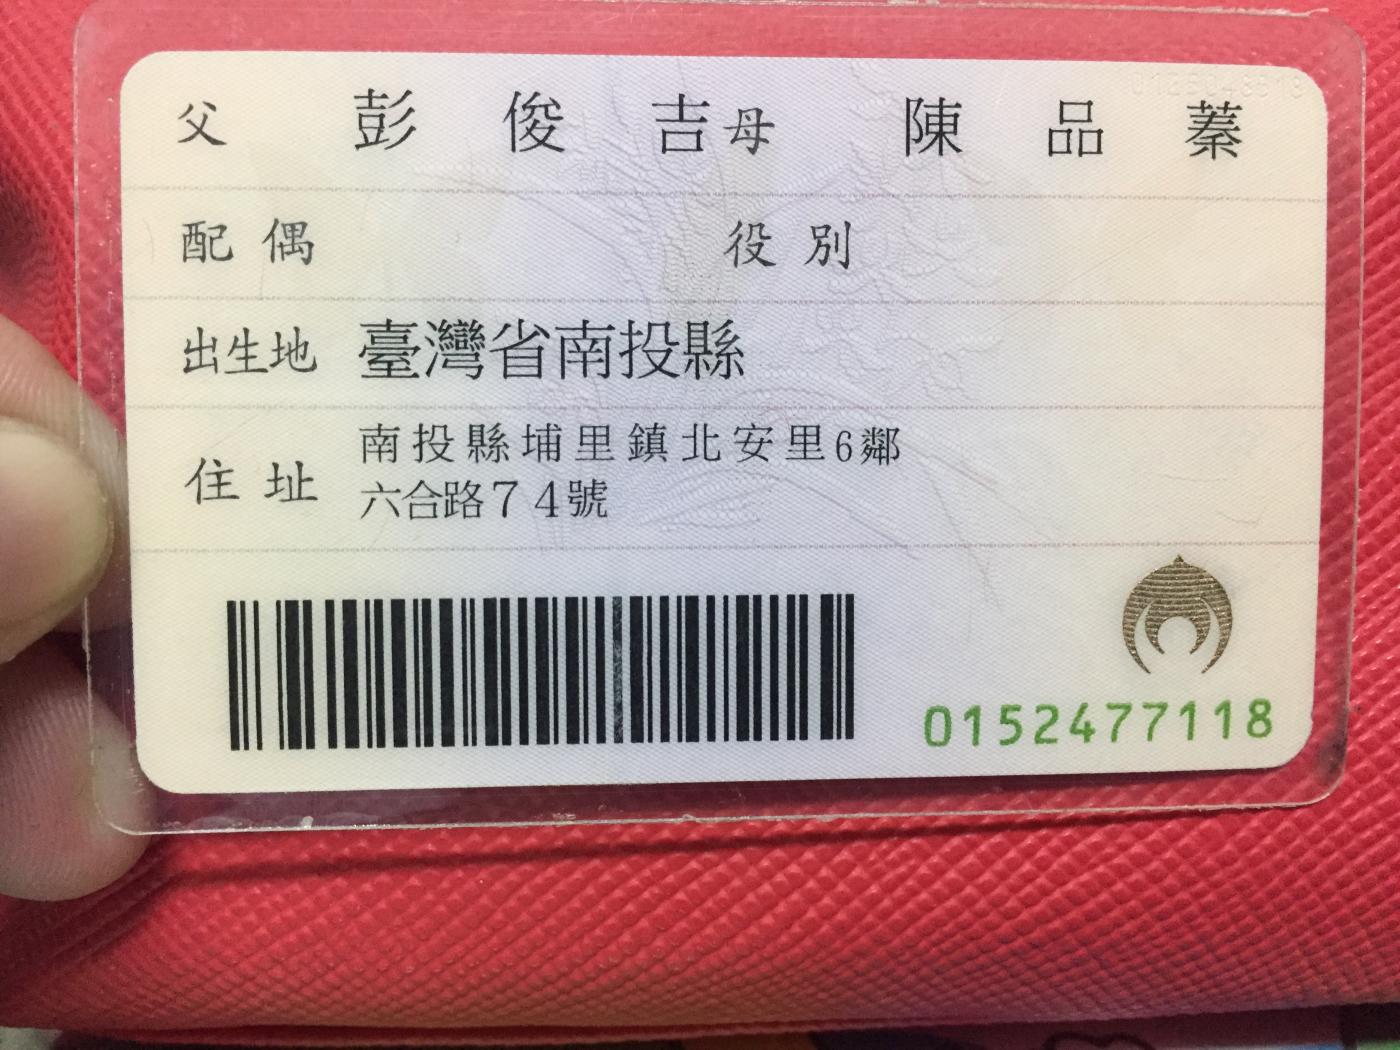 父 彭俊吉 母 陳品蓁
配偶 役別
出生地 臺灣省南投縣
住址 南投縣埔里鎮北安里6鄰
六合路74號
0152477118